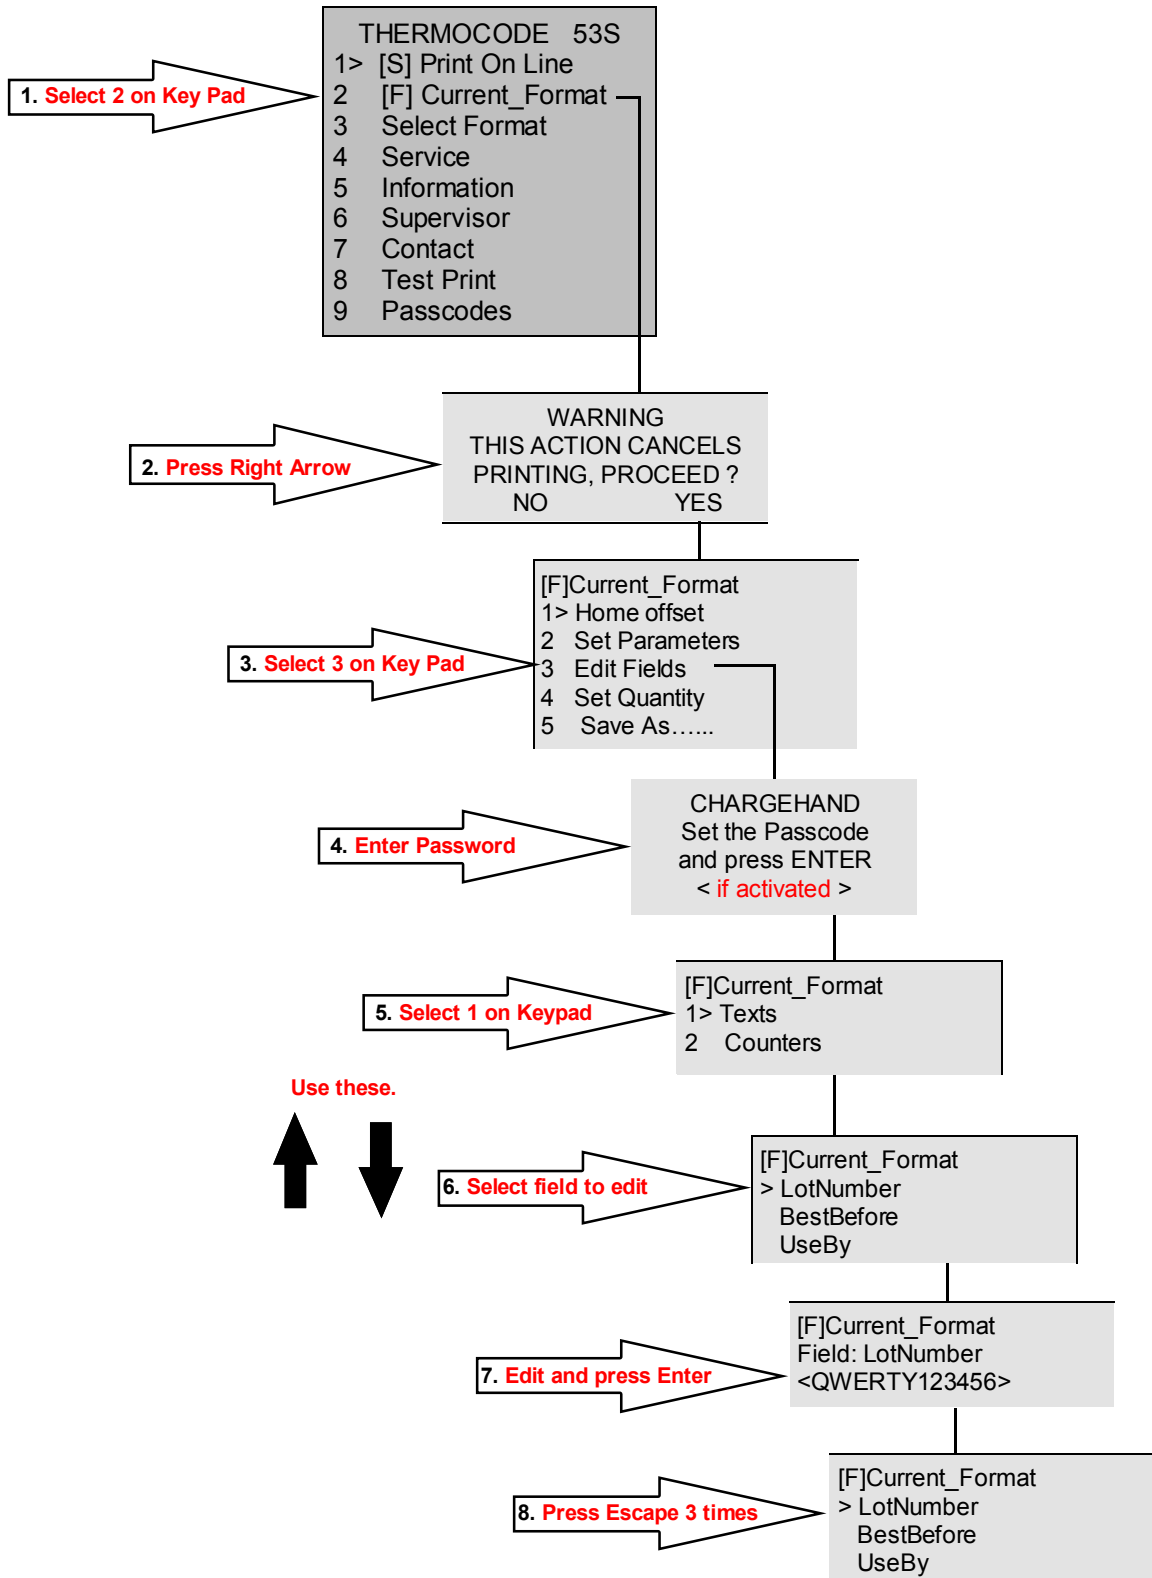 THERMOCODE 53S
1> [S] Print On Line
2 [F] Current_Format
3 Select Format
4 Service
5 Information
6 Supervisor
7 Contact
8 Test Print
9 Passcodes
1. Select 2 on Key Pad
WARNING
THIS ACTION CANCELS
PRINTING, PROCEED ?
NO YES
2. Press Right Arrow
[F]Current_Format
1> Home offset
2 Set Parameters
3 Edit Fields
4 Set Quantity
5 Save As…...
3. Select 3 on Key Pad
CHARGEHAND
Set the Passcode
and press ENTER
< if activated >
4. Enter Password
[F]Current_Format
1> Texts
2 Counters
5. Select 1 on Keypad
Use these.
[F]Current_Format
> LotNumber
BestBefore
UseBy
6. Select field to edit
[F]Current_Format
Field: LotNumber
<QWERTY123456>
7. Edit and press Enter
[F]Current_Format
> LotNumber
BestBefore
UseBy
8. Press Escape 3 times